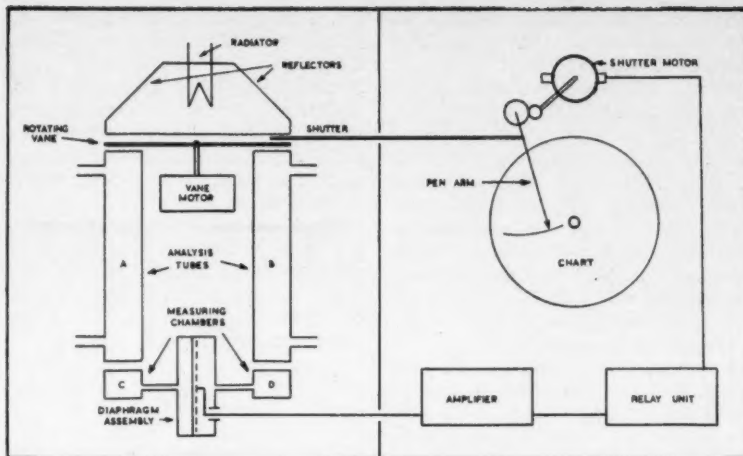 RADIATOR
REFLECTORS
ROTATING
VANE
SHUTTER
VANE
MOTOR
A
ANALYSIS
TUBES
B
MEASURING
CHAMBERS
C
D
DIAPHRAGM
ASSEMBLY
SHUTTER MOTOR
PEN ARM
CHART
AMPLIFIER
RELAY UNIT